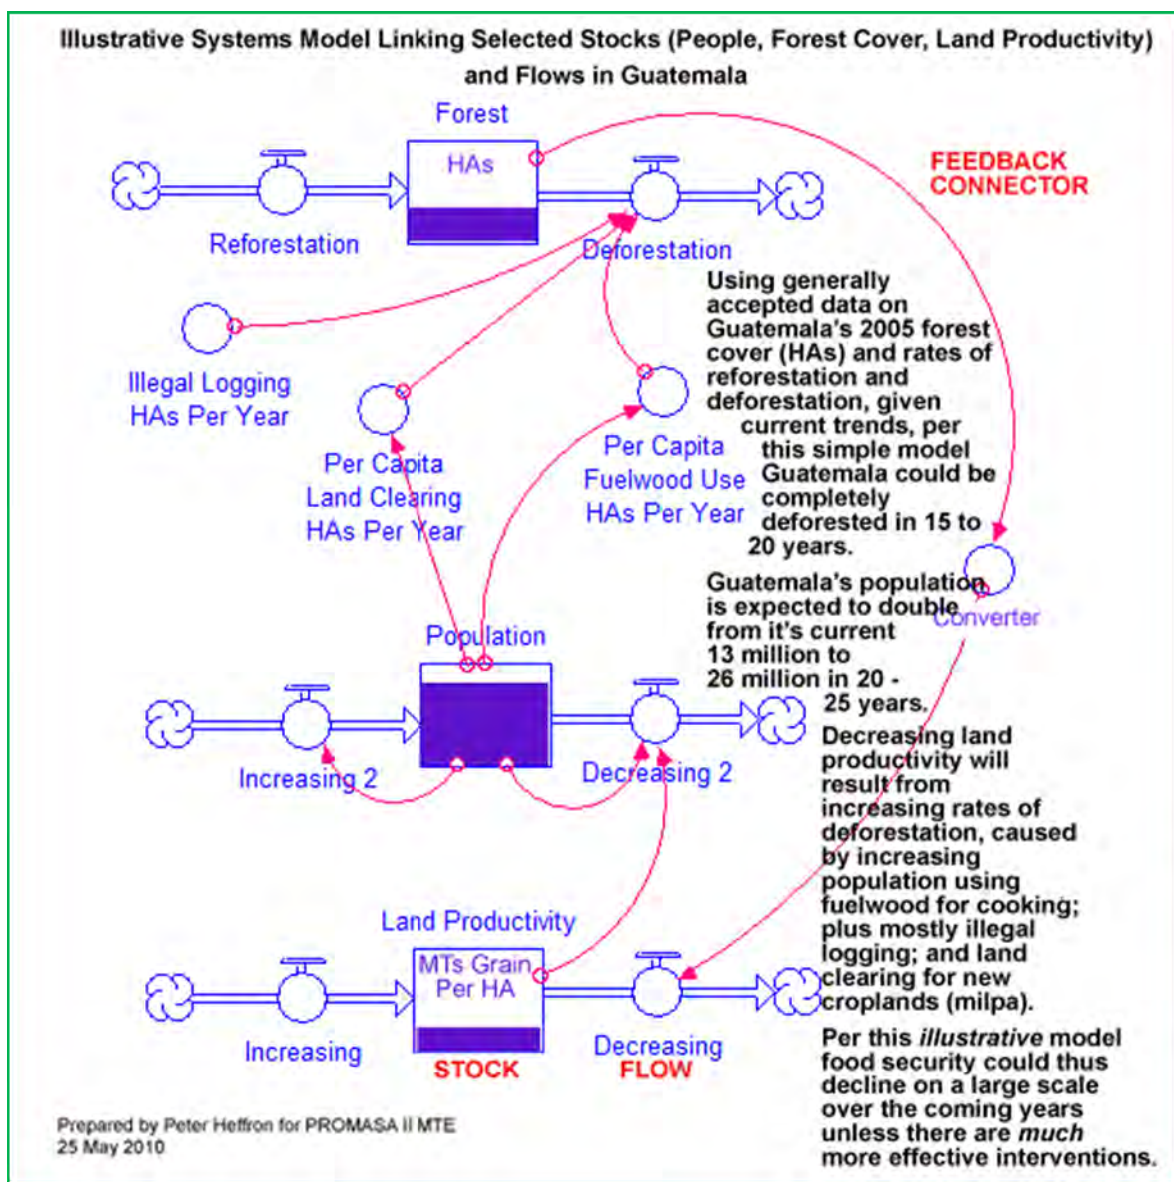 Illustrative Systems Model Linking Selected Stocks (People, Forest Cover, Land Productivity)
and Flows in Guatemala
Forest
HAs
FEEDBACK
CONNECTOR
Reforestation
Deforestation
Illegal Logging
HAs Per Year
Per Capita
Land Clearing
HAs Per Year
Per Capita
Fuelwood Use
HAs Per Year
Using generally
accepted data on
Guatemala's 2005 forest
cover (HAs) and rates of
reforestation and
deforestation, given
current trends, per
this simple model
Guatemala could be
completely
deforested in 15 to
20 years.
Guatemala's population
is expected to double
from it's current
13 million to
26 million in 20 -
25 years.
Converter
Population
Increasing 2
Decreasing 2
Decreasing land
productivity will
result from
increasing rates of
deforestation, caused
by increasing
population using
fuelwood for cooking;
plus mostly illegal
logging; and land
clearing for new
croplands (milpa).
Land Productivity
MTs Grain
Per HA
Increasing
STOCK
Decreasing
FLOW
Per this illustrative model
food security could thus
decline on a large scale
over the coming years
unless there are much
more effective interventions.
Prepared by Peter Heffron for PROMASA II MTE
25 May 2010